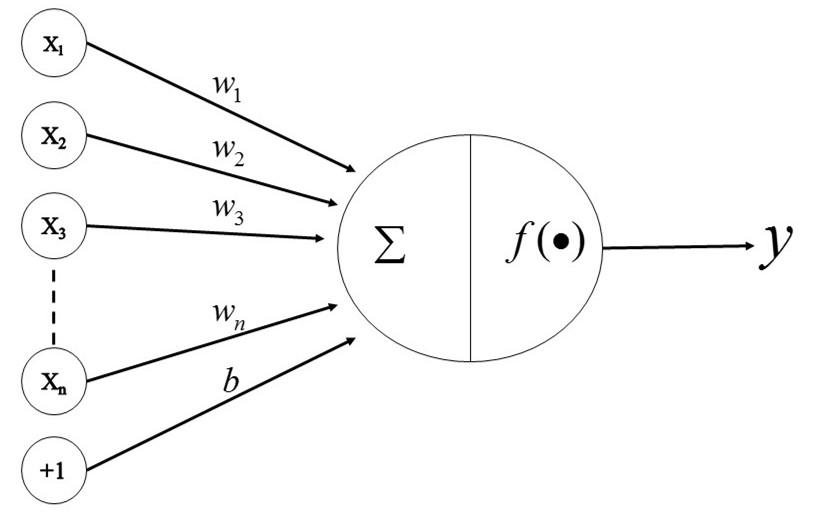 x₁
w₁
x₂
w₂
x₃
w₃
Σ
f(•)
y
xₙ
wₙ
b
+1